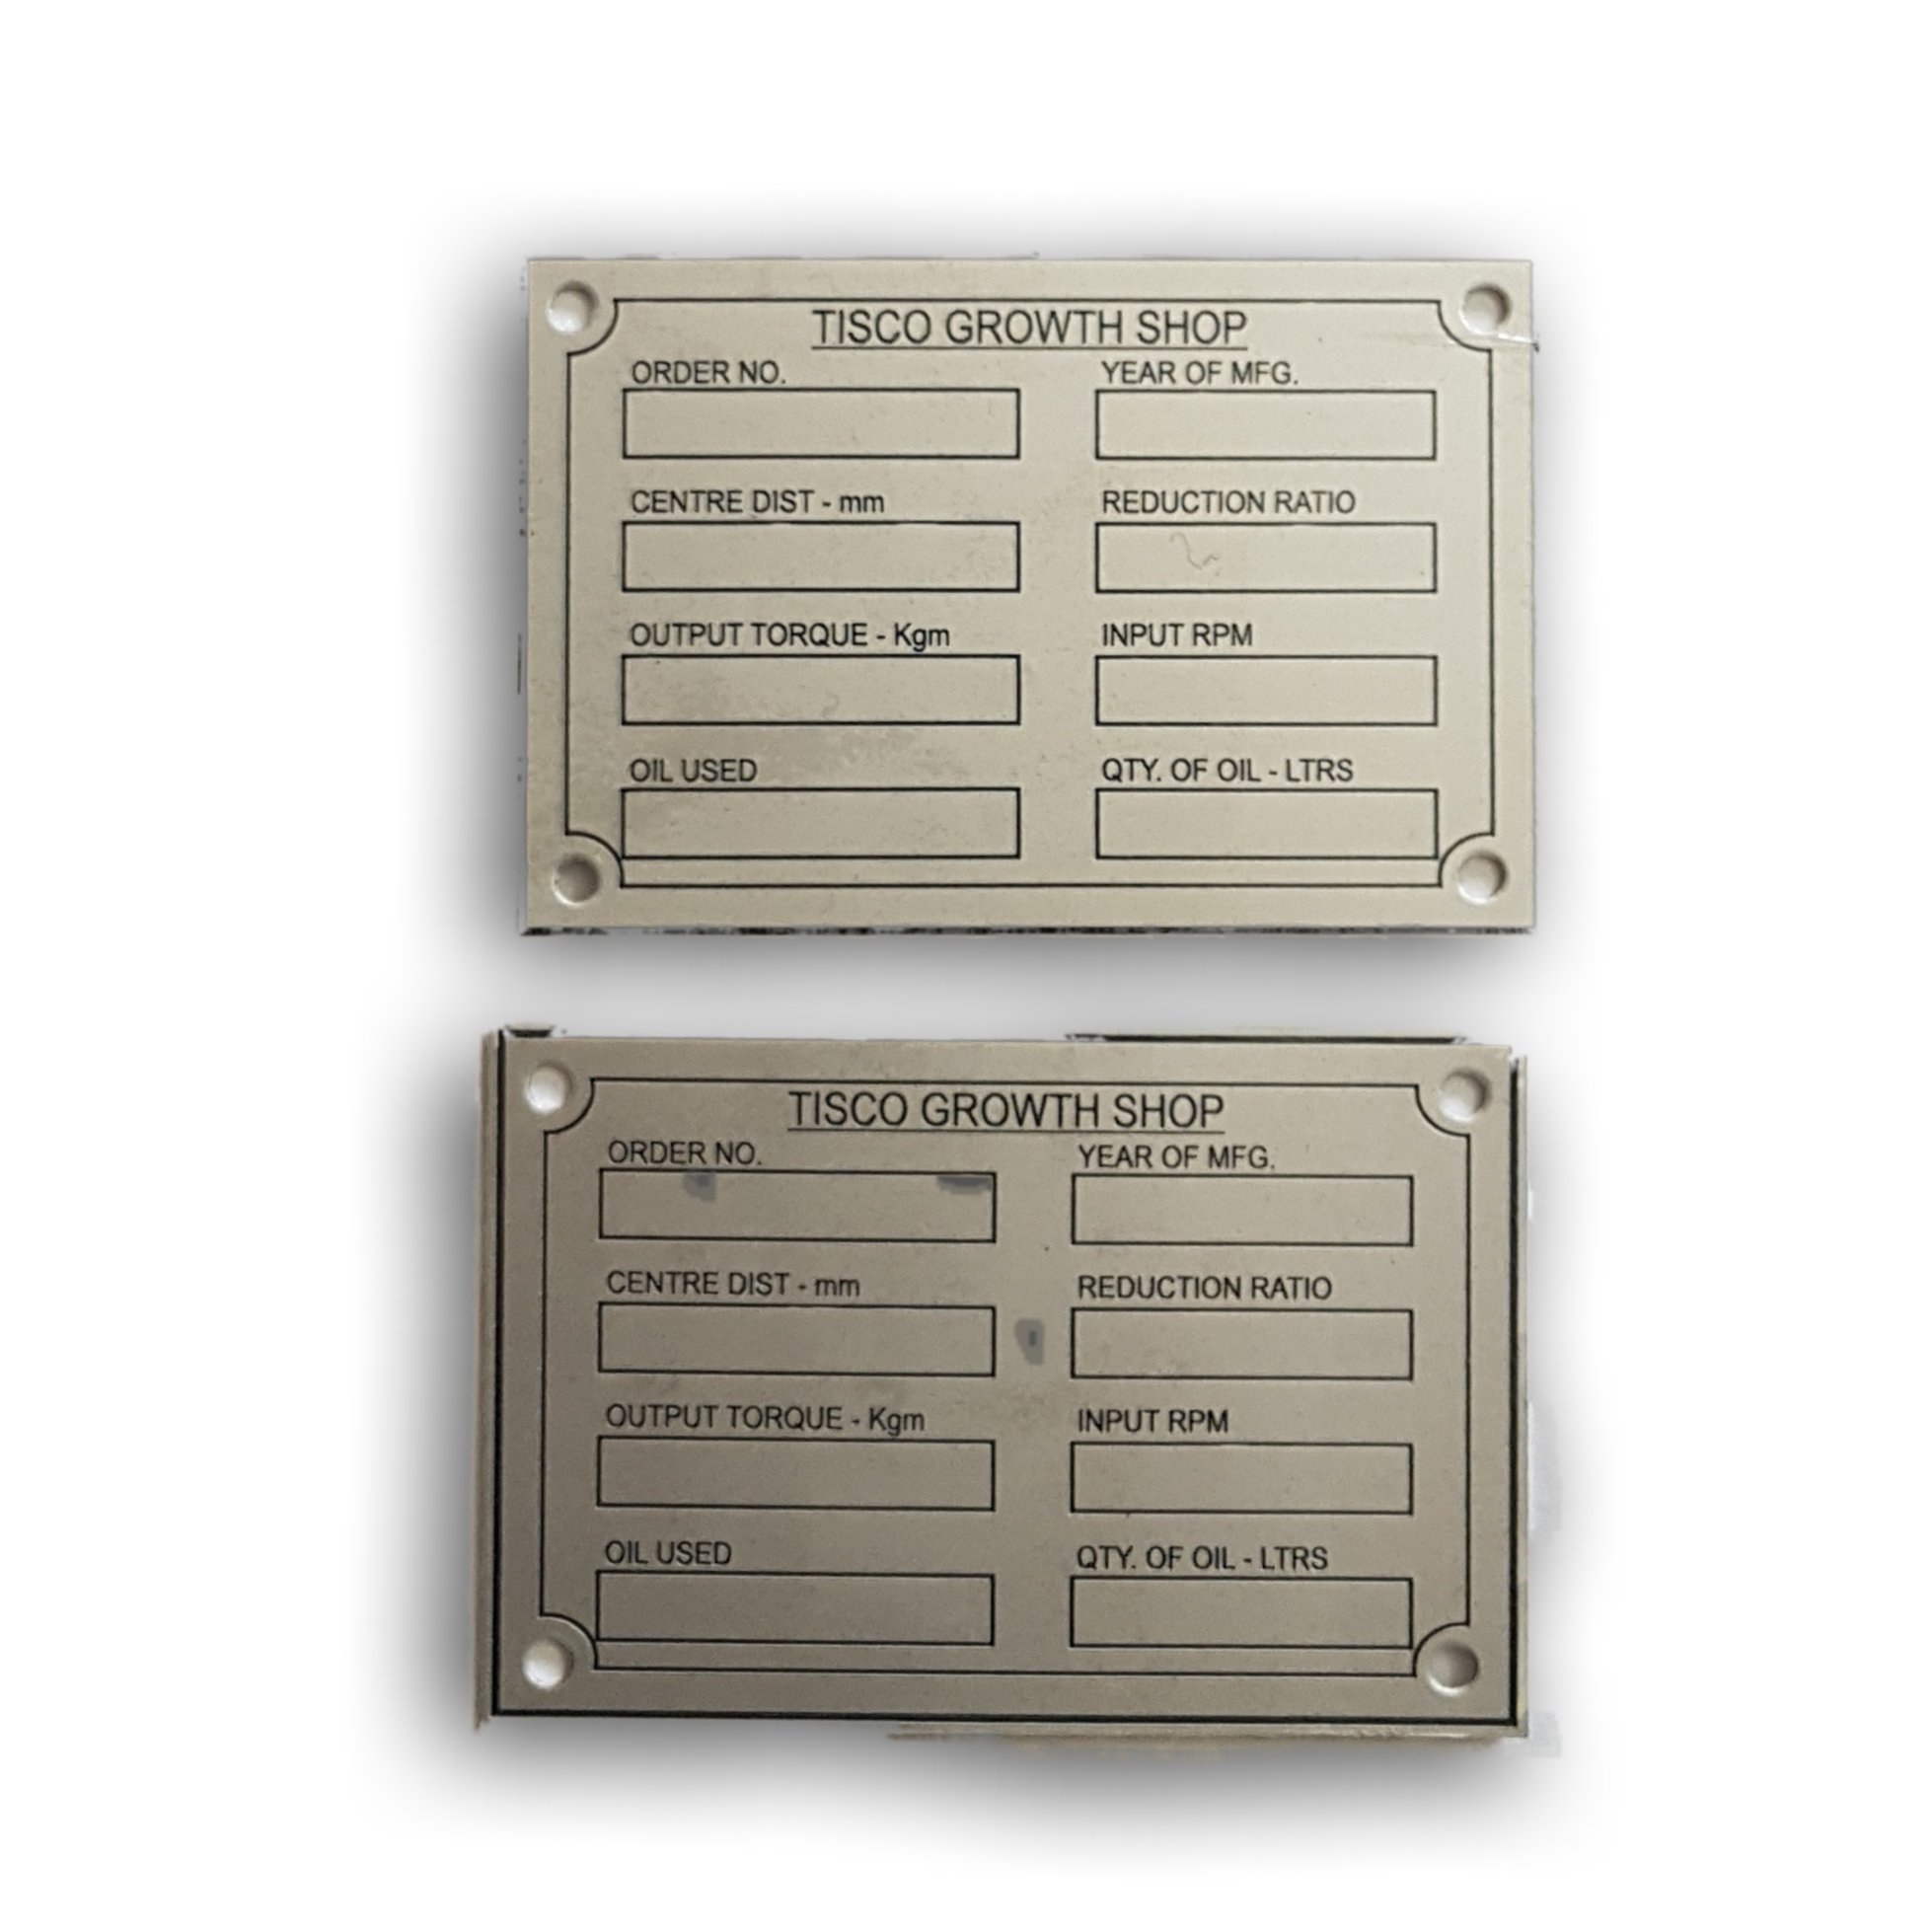 TISCO GROWTH SHOP
ORDER NO. YEAR OF MFG.
CENTRE DIST - mm REDUCTION RATIO
OUTPUT TORQUE - Kgm INPUT RPM
OIL USED QTY. OF OIL - LTRS
TISCO GROWTH SHOP
ORDER NO. YEAR OF MFG.
CENTRE DIST - mm REDUCTION RATIO
OUTPUT TORQUE - Kgm INPUT RPM
OIL USED QTY. OF OIL - LTRS